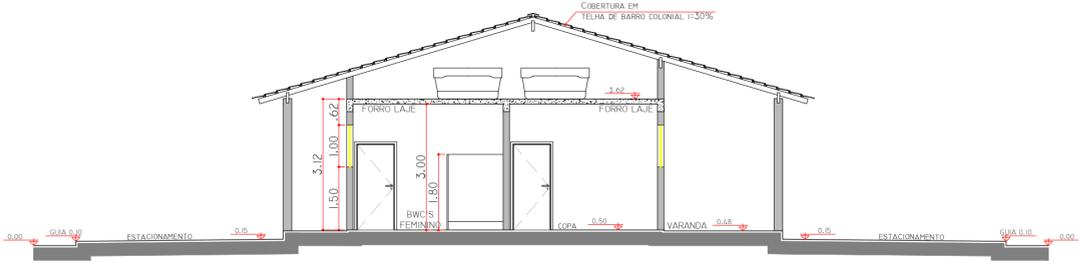 COBERTURA EM
TELHA DE BARRO COLONIAL I=30%
3.62
FORRO LAJE
FORRO LAJE
.62
1.00
3.12
1.50
3.00
1.80
BWC'S
FEMININO
COPA
0.50
VARANDA
0.48
0.00
GUIA 0.10
ESTACIONAMENTO
0.15
0.15
ESTACIONAMENTO
GUIA 0.10
0.00